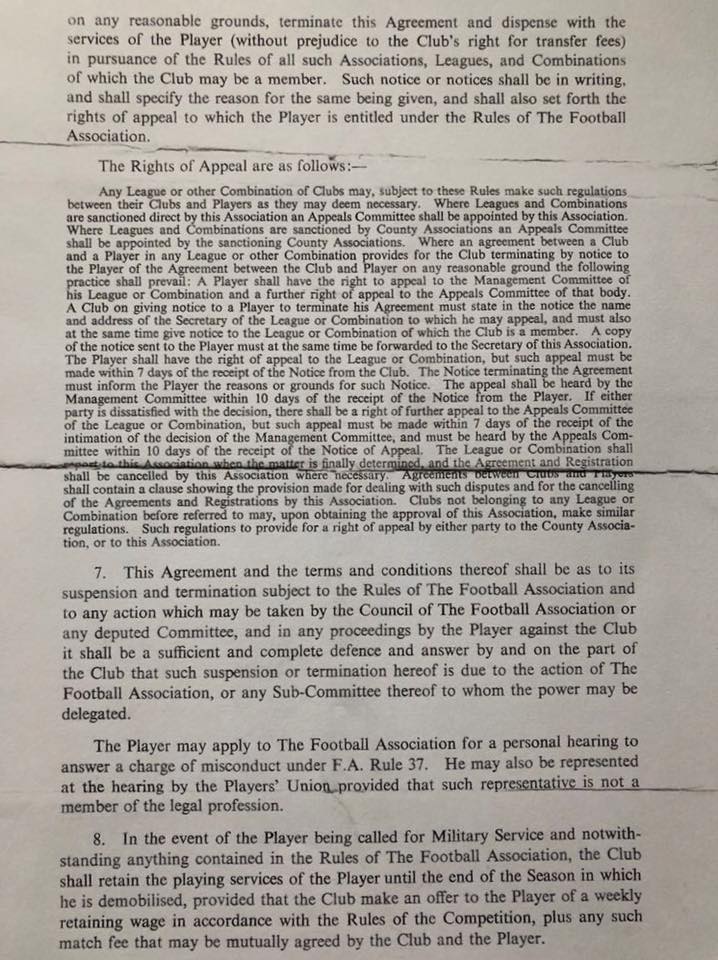 on any reasonable grounds, terminate this Agreement and dispense with the
services of the Player (without prejudice to the Club's right for transfer fees)
in pursuance of the Rules of all such Associations, Leagues, and Combinations
of which the Club may be a member. Such notice or notices shall be in writing,
and shall specify the reason for the same being given, and shall also set forth the
rights of appeal to which the Player is entitled under the Rules of The Football
Association.
The Rights of Appeal are as follows:—
Any League or other Combination of Clubs may, subject to these Rules make such regulations
between their Clubs and Players as they may deem necessary. Where Leagues and Combinations
are sanctioned direct by this Association an Appeals Committee shall be appointed by this Association.
Where Leagues and Combinations are sanctioned by County Associations an Appeals Committee
shall be appointed by the sanctioning County Associations. Where an agreement between a Club
and a Player in any League or other Combination provides for the Club terminating by notice to
the Player of the Agreement between the Club and Player on any reasonable ground the following
practice shall prevail: A Player shall have the right to appeal to the Management Committee of
his League or Combination and a further right of appeal to the Appeals Committee of that body.
A Club on giving notice to a Player to terminate his Agreement must state in the notice the name
and address of the Secretary of the League or Combination to which he may appeal, and must also
at the same time give notice to the League or Combination of which the Club is a member. A copy
of the notice sent to the Player must at the same time be forwarded to the Secretary of this Association.
The Player shall have the right of appeal to the League or Combination, but such appeal must be
made within 7 days of the receipt of the Notice from the Club. The Notice terminating the Agreement
must inform the Player the reasons or grounds for such Notice. The appeal shall be heard by the
Management Committee within 10 days of the receipt of the Notice from the Player. If either
party is dissatisfied with the decision, there shall be a right of further appeal to the Appeals Committee
of the League or Combination, but such appeal must be made within 7 days of the receipt of the
intimation of the decision of the Management Committee, and must be heard by the Appeals Com-
mittee within 10 days of the receipt of the Notice of Appeal. The League or Combination shall
report to this Association when the matter is finally determined, and the Agreement and Registration
shall be cancelled by this Association where necessary. Agreements between Clubs and Players
shall contain a clause showing the provision made for dealing with such disputes and for the cancelling
of the Agreements and Registrations by this Association. Clubs not belonging to any League or
Combination before referred to may, upon obtaining the approval of this Association, make similar
regulations. Such regulations to provide for a right of appeal by either party to the County Associa-
tion, or to this Association.
7. This Agreement and the terms and conditions thereof shall be as to its
suspension and termination subject to the Rules of The Football Association and
to any action which may be taken by the Council of The Football Association or
any deputed Committee, and in any proceedings by the Player against the Club
it shall be a sufficient and complete defence and answer by and on the part of
the Club that such suspension or termination hereof is due to the action of The
Football Association, or any Sub-Committee thereof to whom the power may be
delegated.
The Player may apply to The Football Association for a personal hearing to
answer a charge of misconduct under F.A. Rule 37. He may also be represented
at the hearing by the Players' Union provided that such representative is not a
member of the legal profession.
8. In the event of the Player being called for Military Service and notwith-
standing anything contained in the Rules of The Football Association, the Club
shall retain the playing services of the Player until the end of the Season in which
he is demobilised, provided that the Club make an offer to the Player of a weekly
retaining wage in accordance with the Rules of the Competition, plus any such
match fee that may be mutually agreed by the Club and the Player.